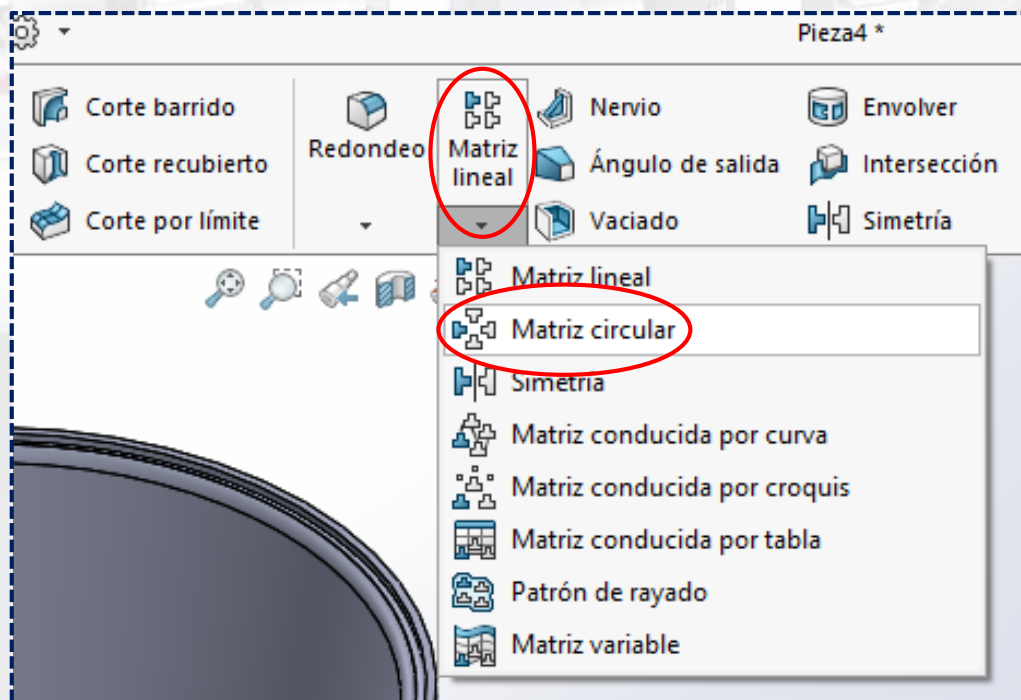 Pieza4 *
Corte barrido
Corte recubierto
Corte por límite
Redondeo
Matriz
lineal
Nervio
Ángulo de salida
Vaciado
Envolver
Intersección
Simetría
Matriz lineal
Matriz circular
Simetría
Matriz conducida por curva
Matriz conducida por croquis
Matriz conducida por tabla
Patrón de rayado
Matriz variable